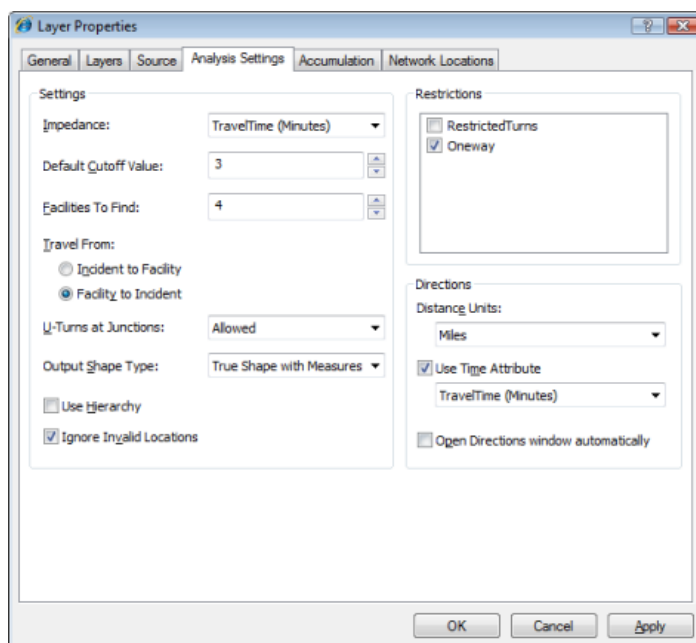 Layer Properties
General Layers Source Analysis Settings Accumulation Network Locations
Settings
Impedance: TravelTime (Minutes)
Default Cutoff Value: 3
Facilities To Find: 4
Travel From:
Incident to Facility
Facility to Incident
U-Turns at Junctions: Allowed
Output Shape Type: True Shape with Measures
Use Hierarchy
Ignore Invalid Locations
Restrictions
RestrictedTurns
Oneway
Directions
Distance Units:
Miles
Use Time Attribute
TravelTime (Minutes)
Open Directions window automatically
OK Cancel Apply